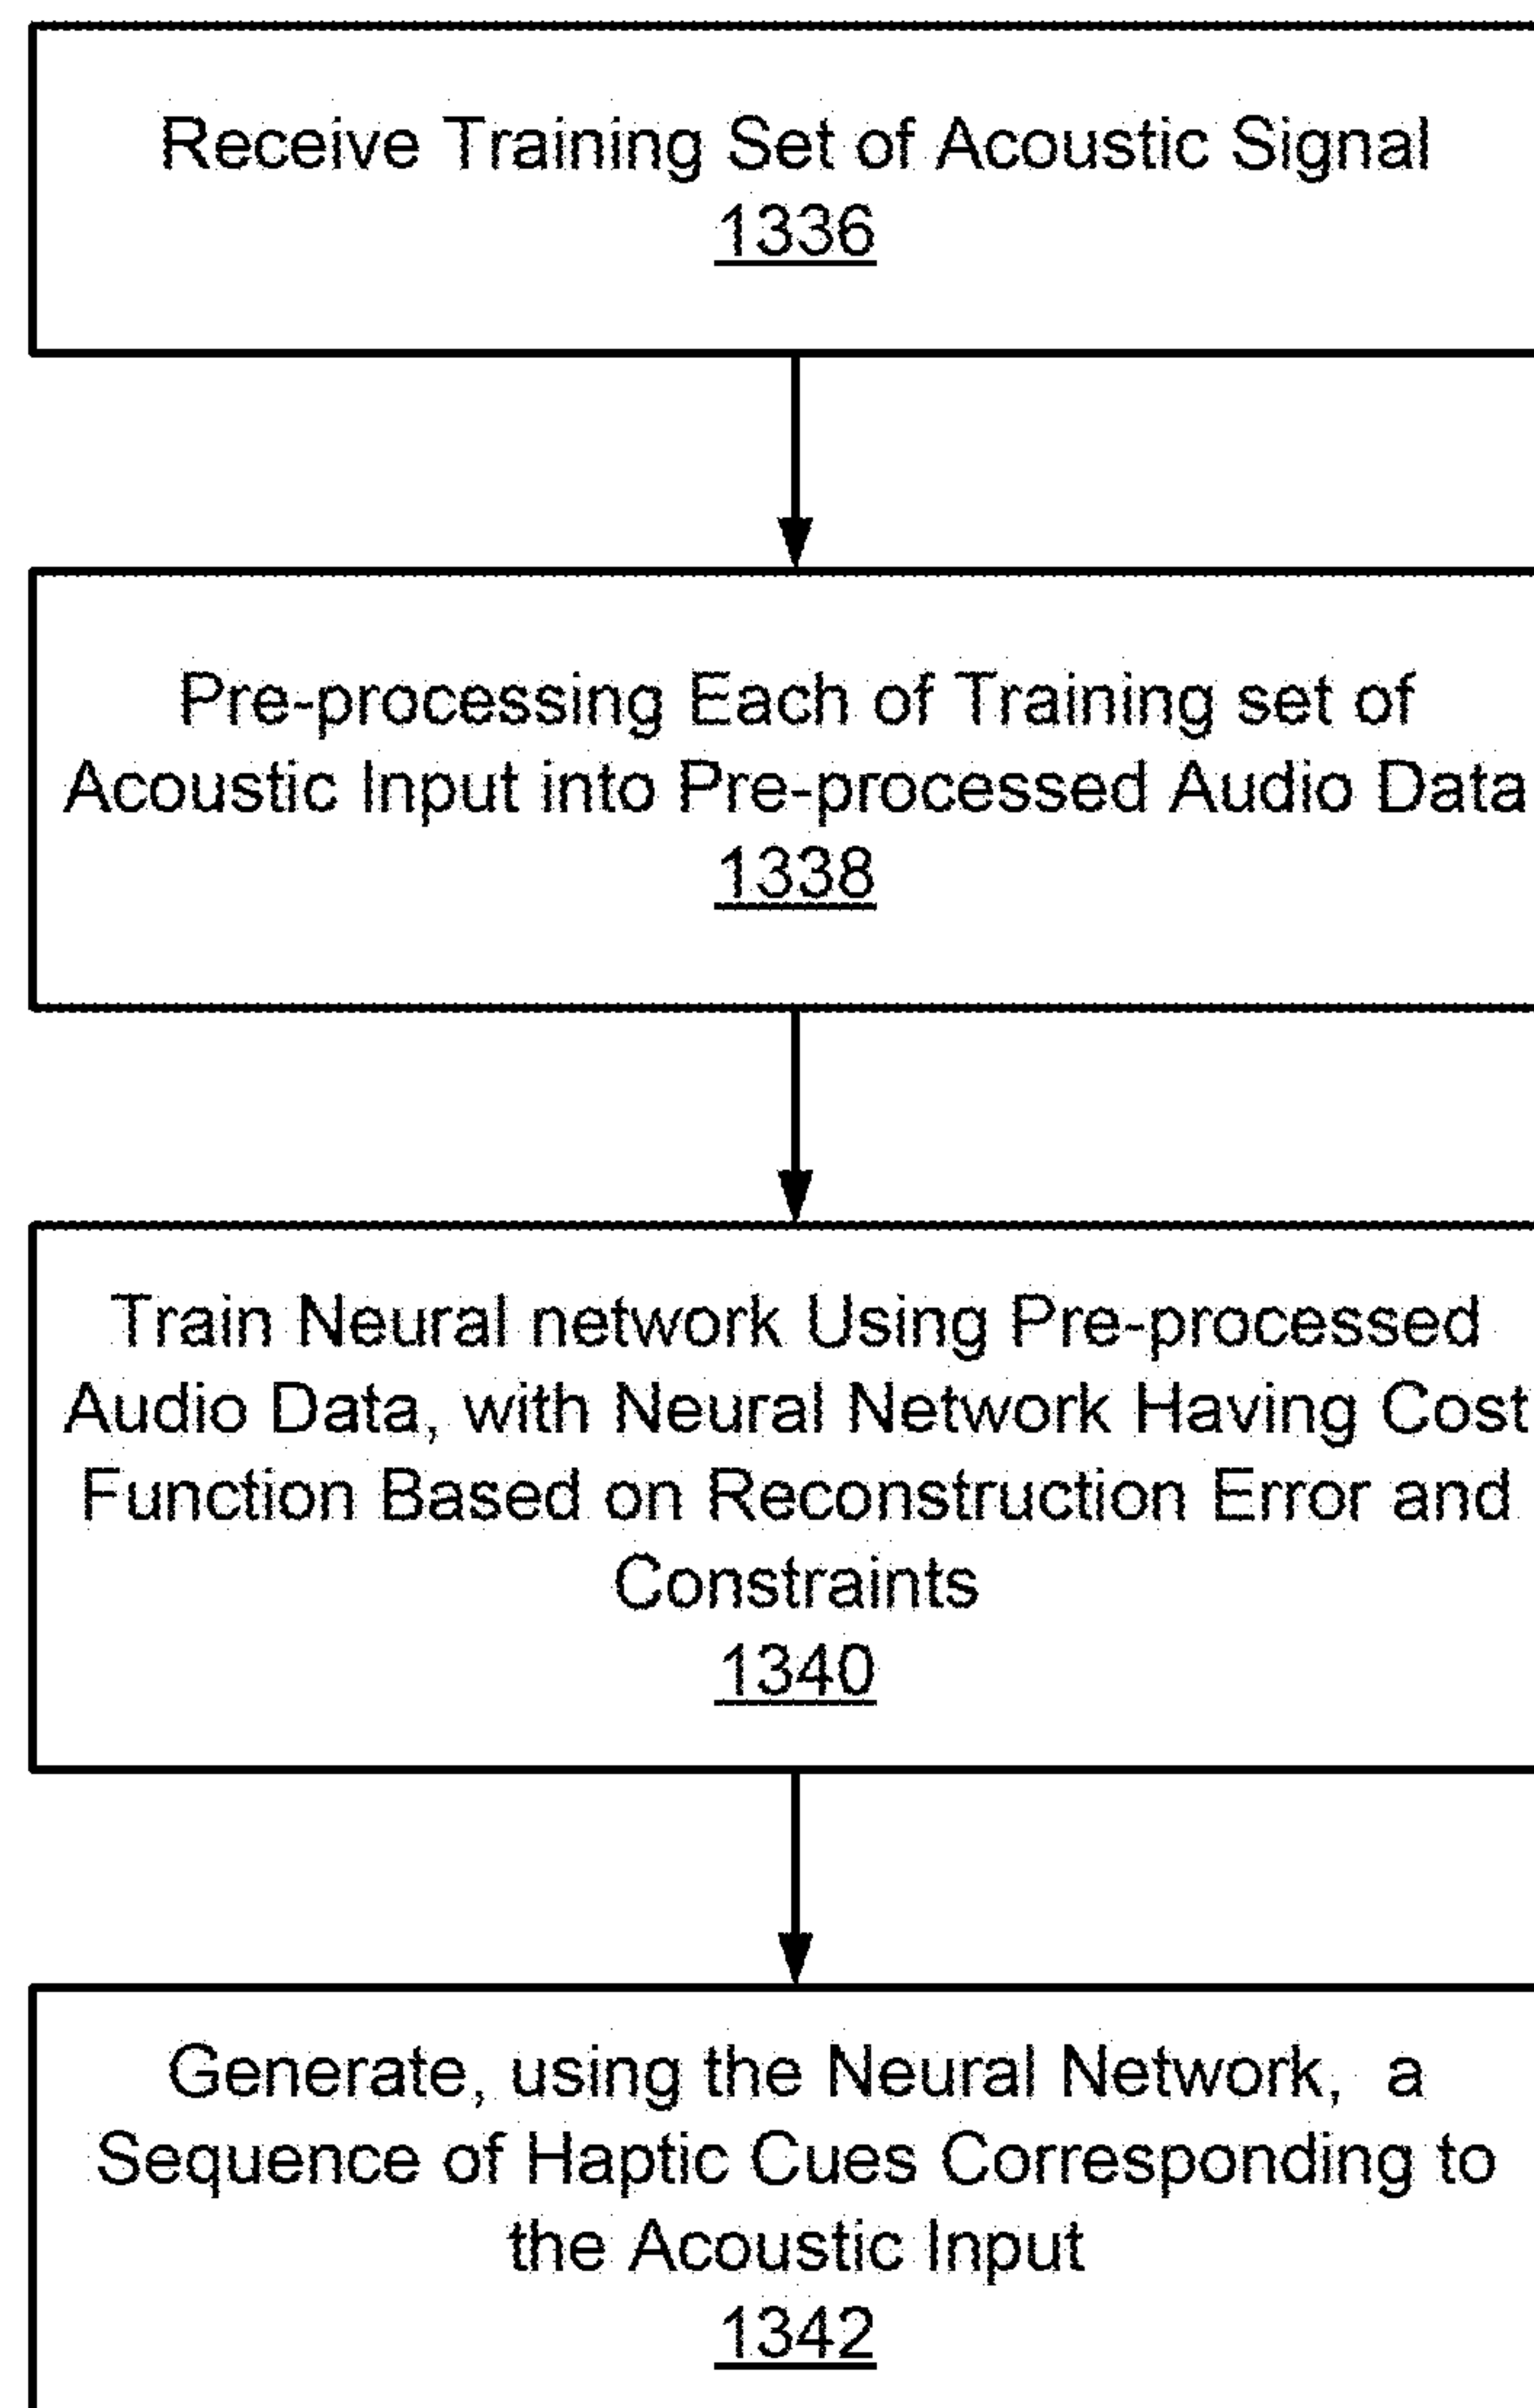 Receive Training Set of Acoustic Signal
1336
Pre-processing Each of Training set of
Acoustic Input into Pre-processed Audio Data
1338
Train Neural network Using Pre-processed
Audio Data, with Neural Network Having Cost
Function Based on Reconstruction Error and
Constraints
1340
Generate, using the Neural Network, a
Sequence of Haptic Cues Corresponding to
the Acoustic Input
1342